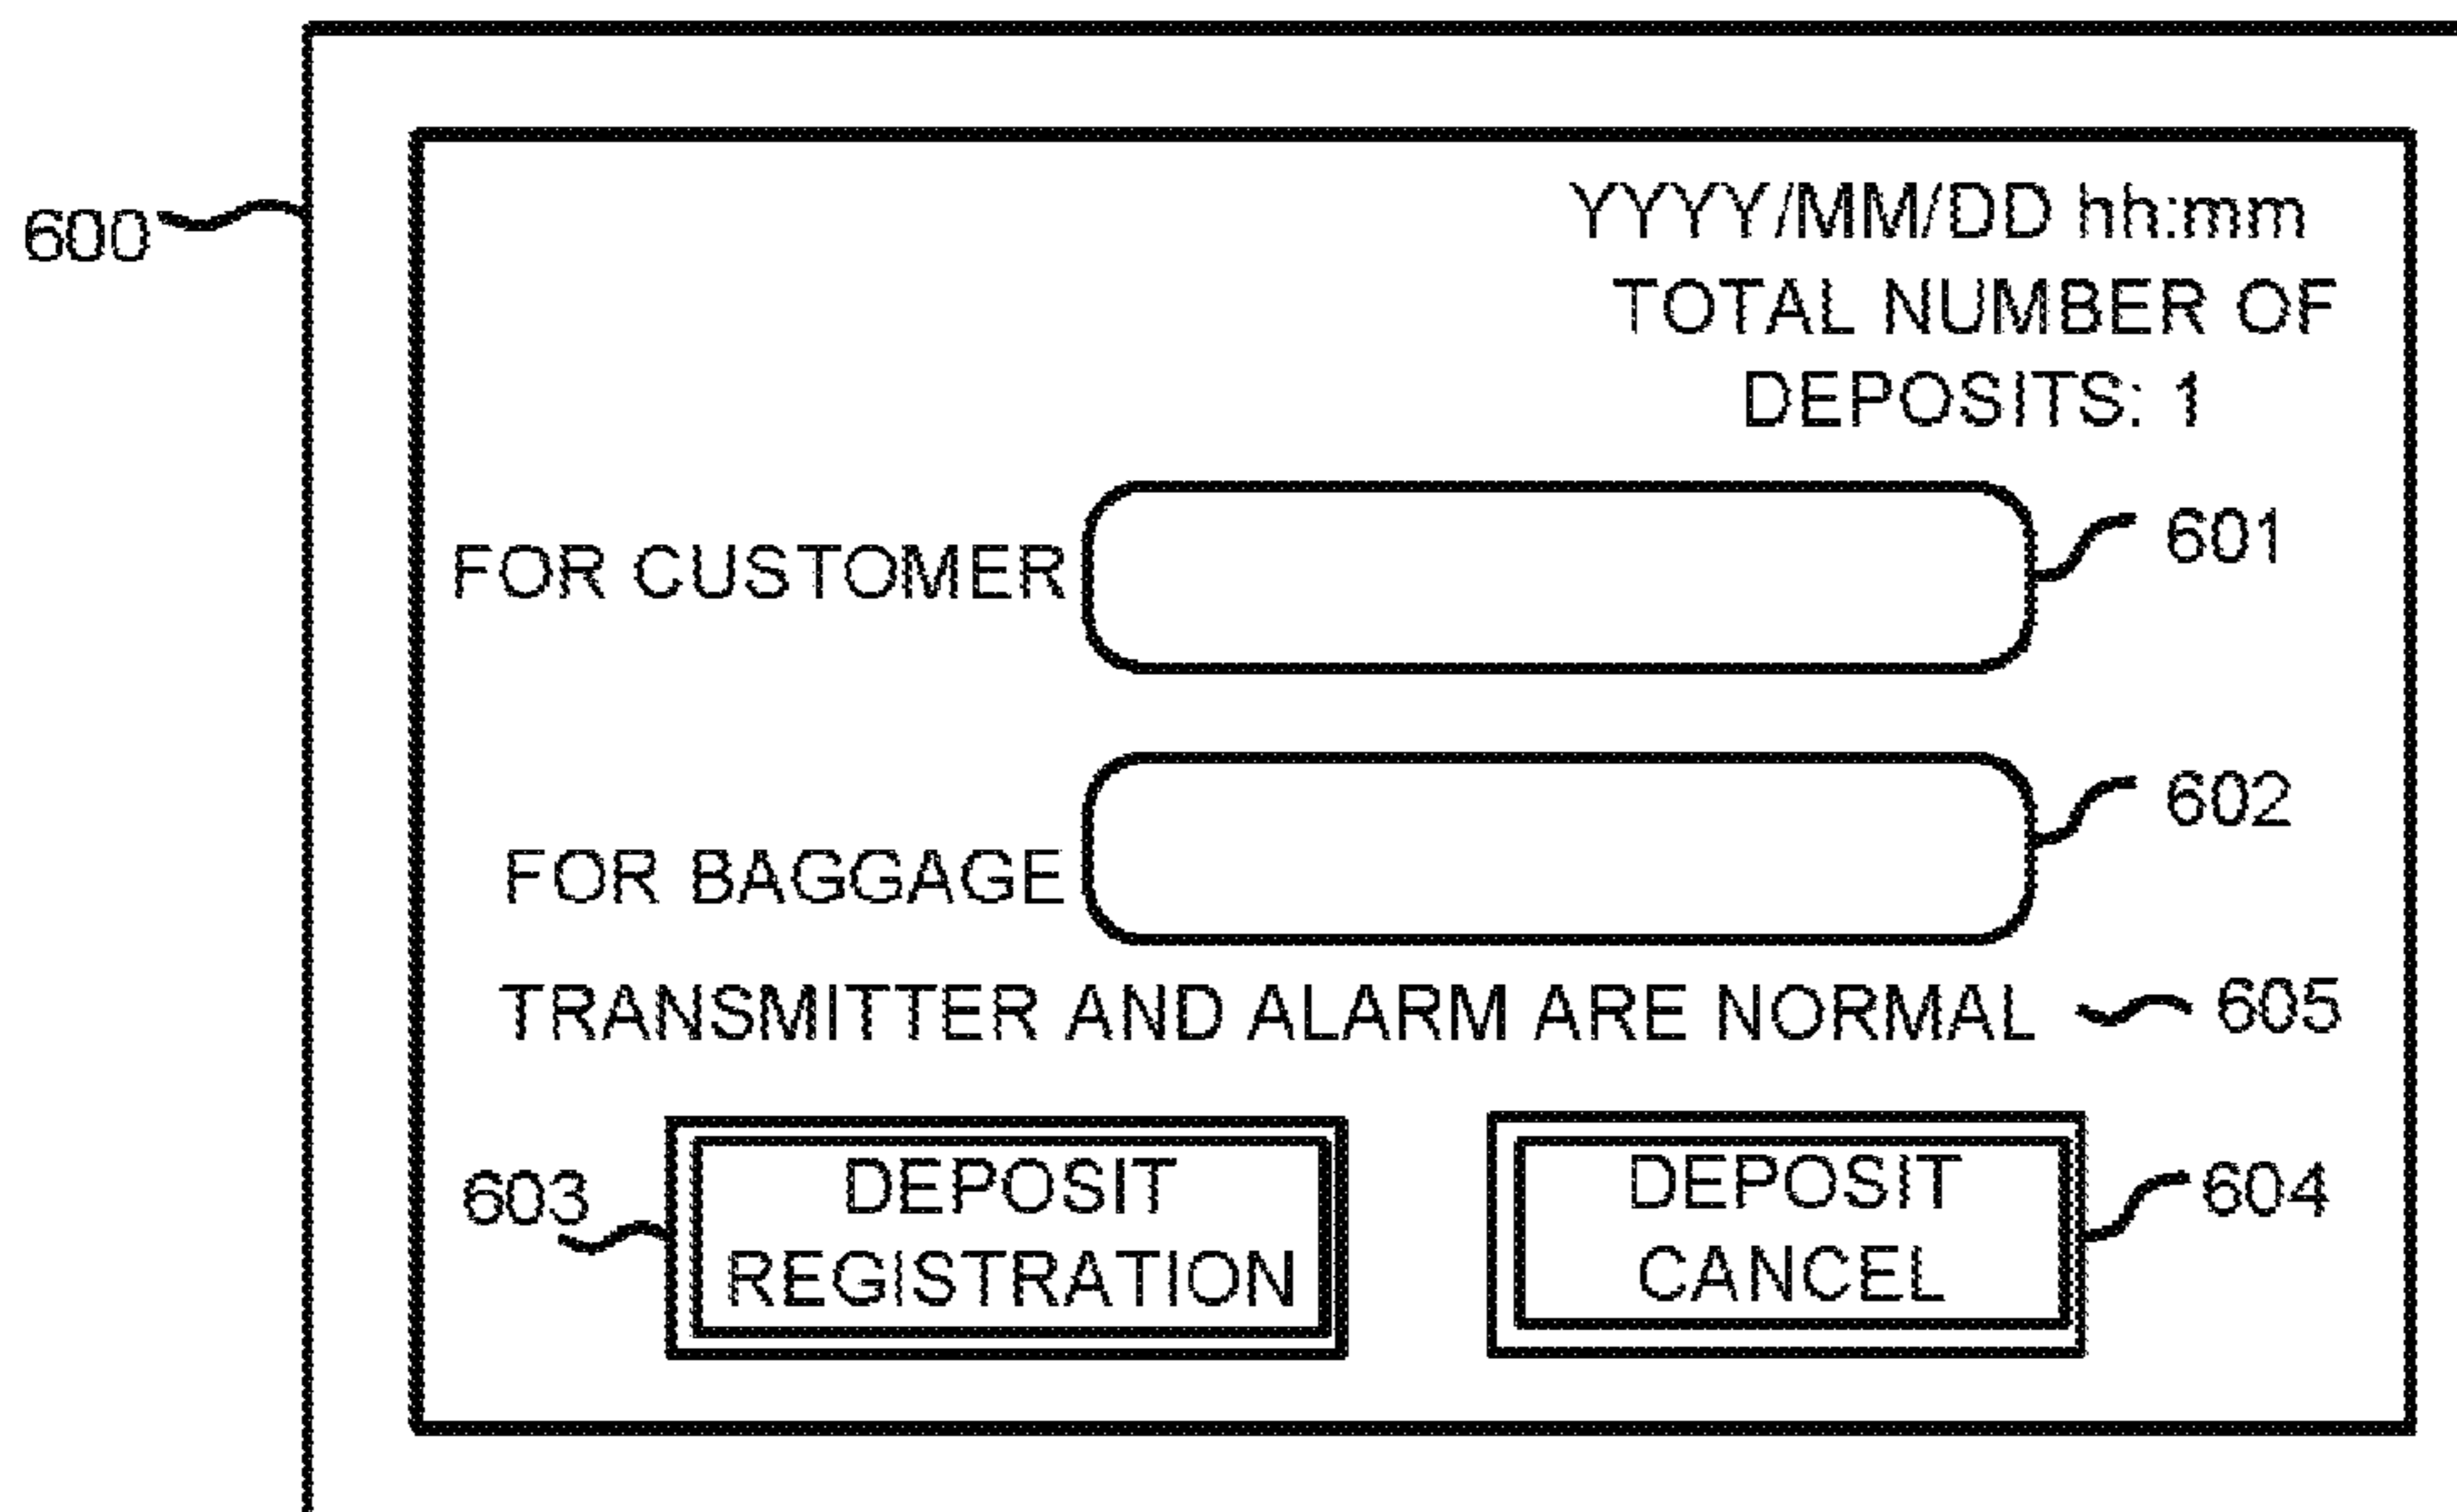 600
YYYY/MM/DD hh:mm
TOTAL NUMBER OF
DEPOSITS: 1
FOR CUSTOMER
601
FOR BAGGAGE
602
TRANSMITTER AND ALARM ARE NORMAL
605
603
DEPOSIT
REGISTRATION
DEPOSIT
CANCEL
604